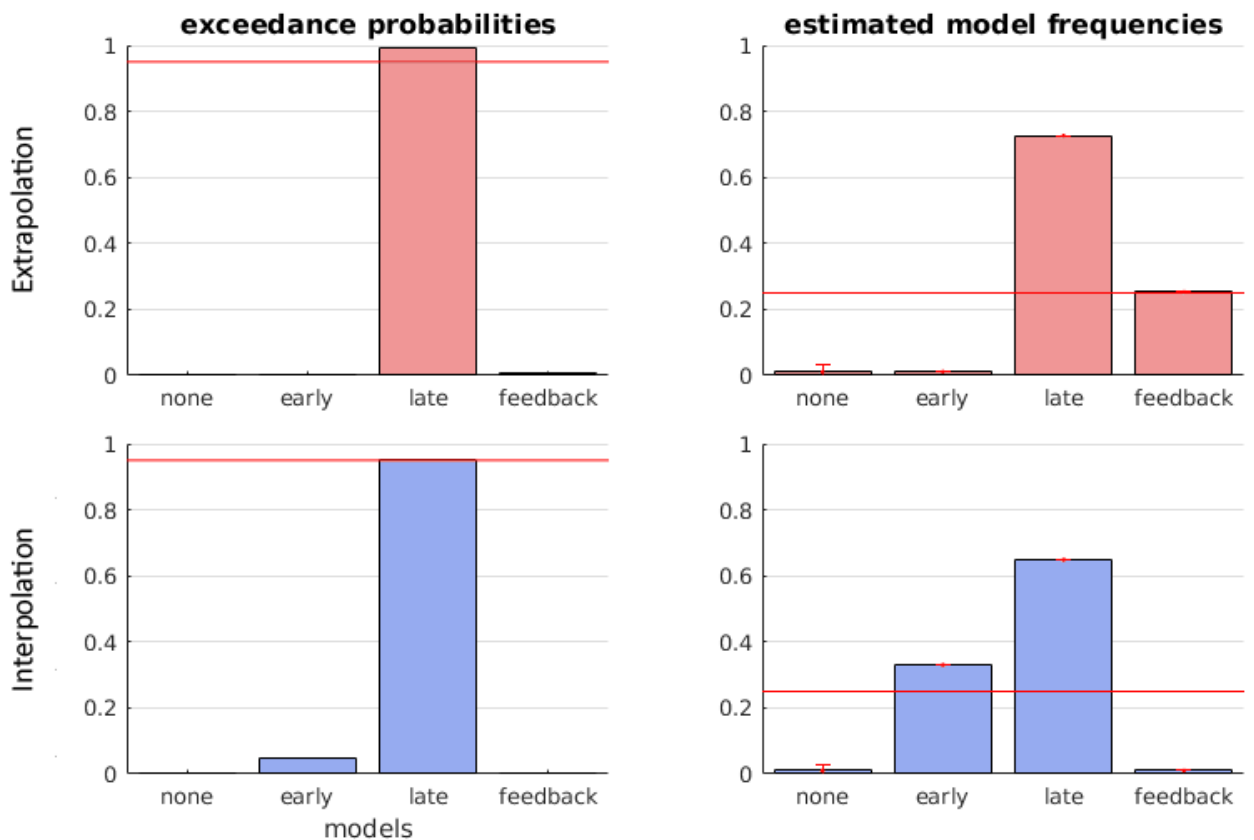 exceedance probabilities
estimated model frequencies
Extrapolation
1
0.8
0.6
0.4
0.2
0
none early late feedback
1
0.8
0.6
0.4
0.2
0
none early late feedback
Interpolation
1
0.8
0.6
0.4
0.2
0
none early late feedback
models
1
0.8
0.6
0.4
0.2
0
none early late feedback